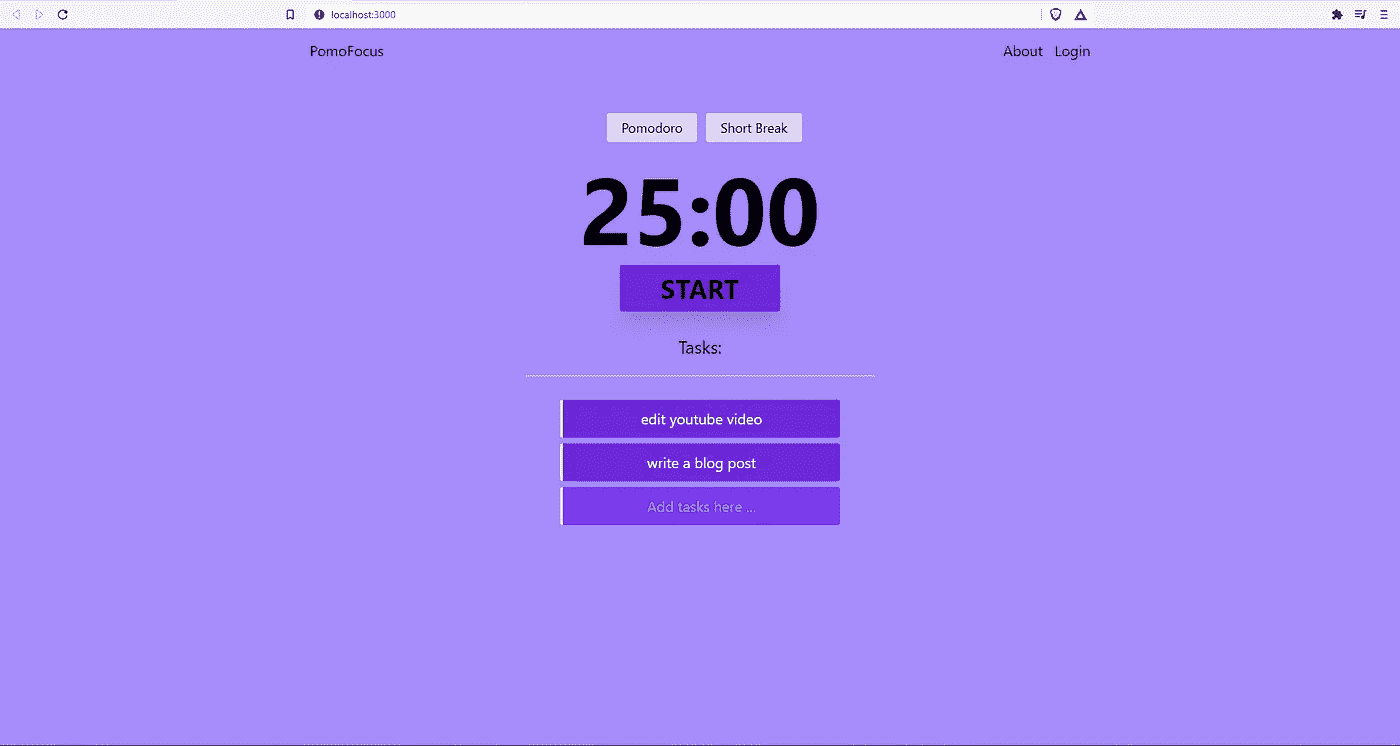 localhost:3000
PomoFocus About Login
Pomodoro Short Break
25:00
START
Tasks:
edit youtube video
write a blog post
Add tasks here ...